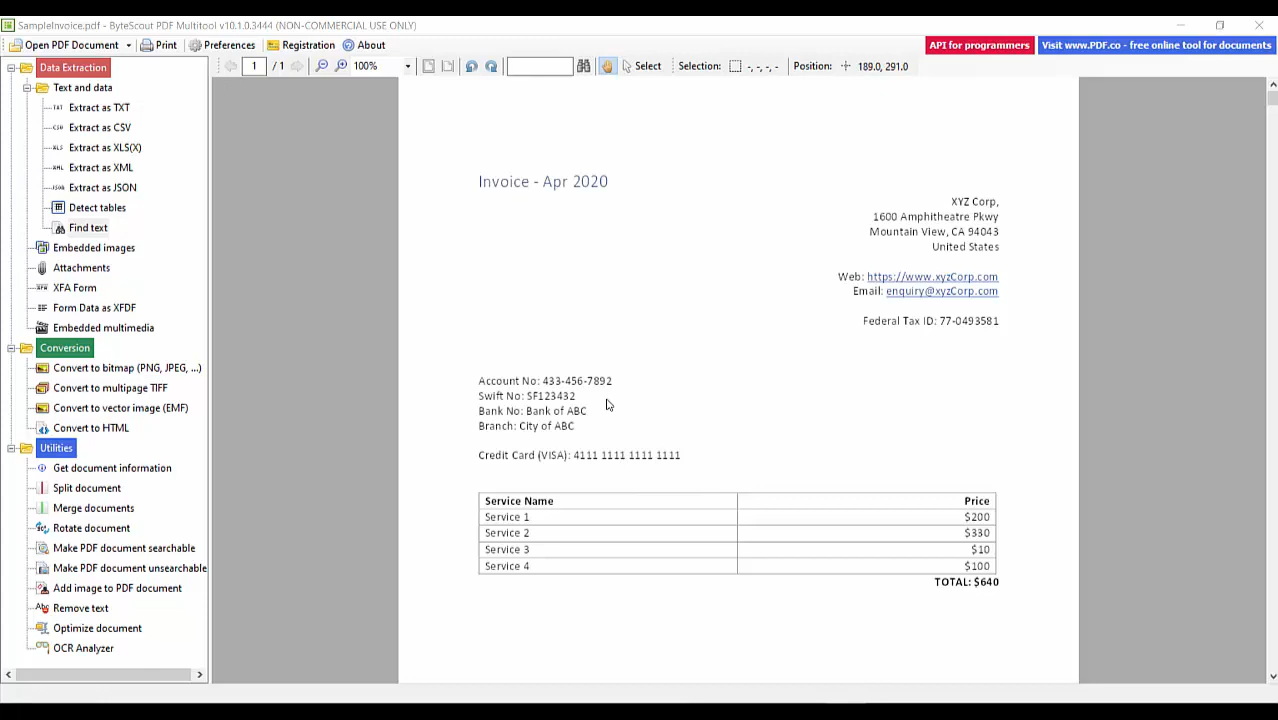 SampleInvoice.pdf - ByteScout PDF Multitool v10.1.0.3444 (NON-COMMERCIAL USE ONLY)
Open PDF Document Print Preferences Registration About API for programmers Visit www.PDF.co - free online tool for documents
1 / 1 100% Select Selection: -,-,-,- Position: 189.0, 291.0
Data Extraction
Text and data
TXT Extract as TXT
CSV Extract as CSV
XLS Extract as XLS(X)
XML Extract as XML
JSON Extract as JSON
Detect tables
Find text
Embedded images
Attachments
XFA Form
Form Data as XFDF
Embedded multimedia
Conversion
Convert to bitmap (PNG, JPEG, ...)
Convert to multipage TIFF
Convert to vector image (EMF)
Convert to HTML
Utilities
Get document information
Split document
Merge documents
Rotate document
Make PDF document searchable
Make PDF document unsearchable
Add image to PDF document
Remove text
Optimize document
OCR Analyzer
Invoice - Apr 2020
XYZ Corp,
1600 Amphitheatre Pkwy
Mountain View, CA 94043
United States
Web: https://www.xyzCorp.com
Email: enquiry@xyzCorp.com
Federal Tax ID: 77-0493581
Account No: 433-456-7892
Swift No: SF123432
Bank No: Bank of ABC
Branch: City of ABC
Credit Card (VISA): 4111 1111 1111 1111
Service Name Price
Service 1 $200
Service 2 $330
Service 3 $10
Service 4 $100
TOTAL: $640